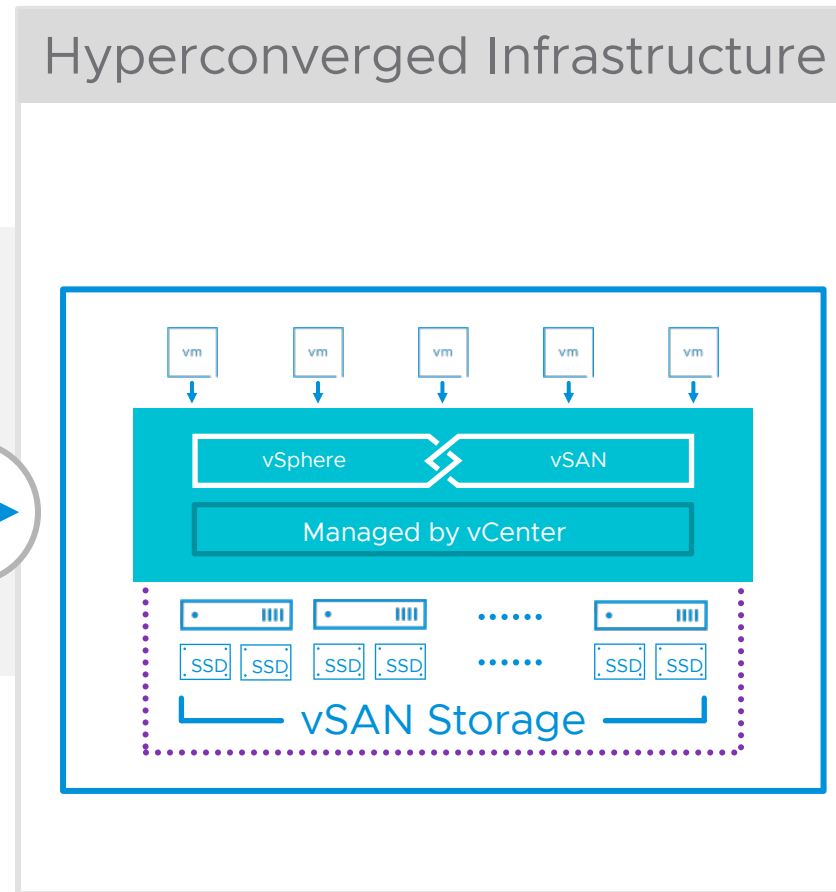 Hyperconverged Infrastructure
vm vm vm vm vm
vSphere vSAN
Managed by vCenter
...... 
SSD SSD SSD SSD ...... SSD SSD
vSAN Storage